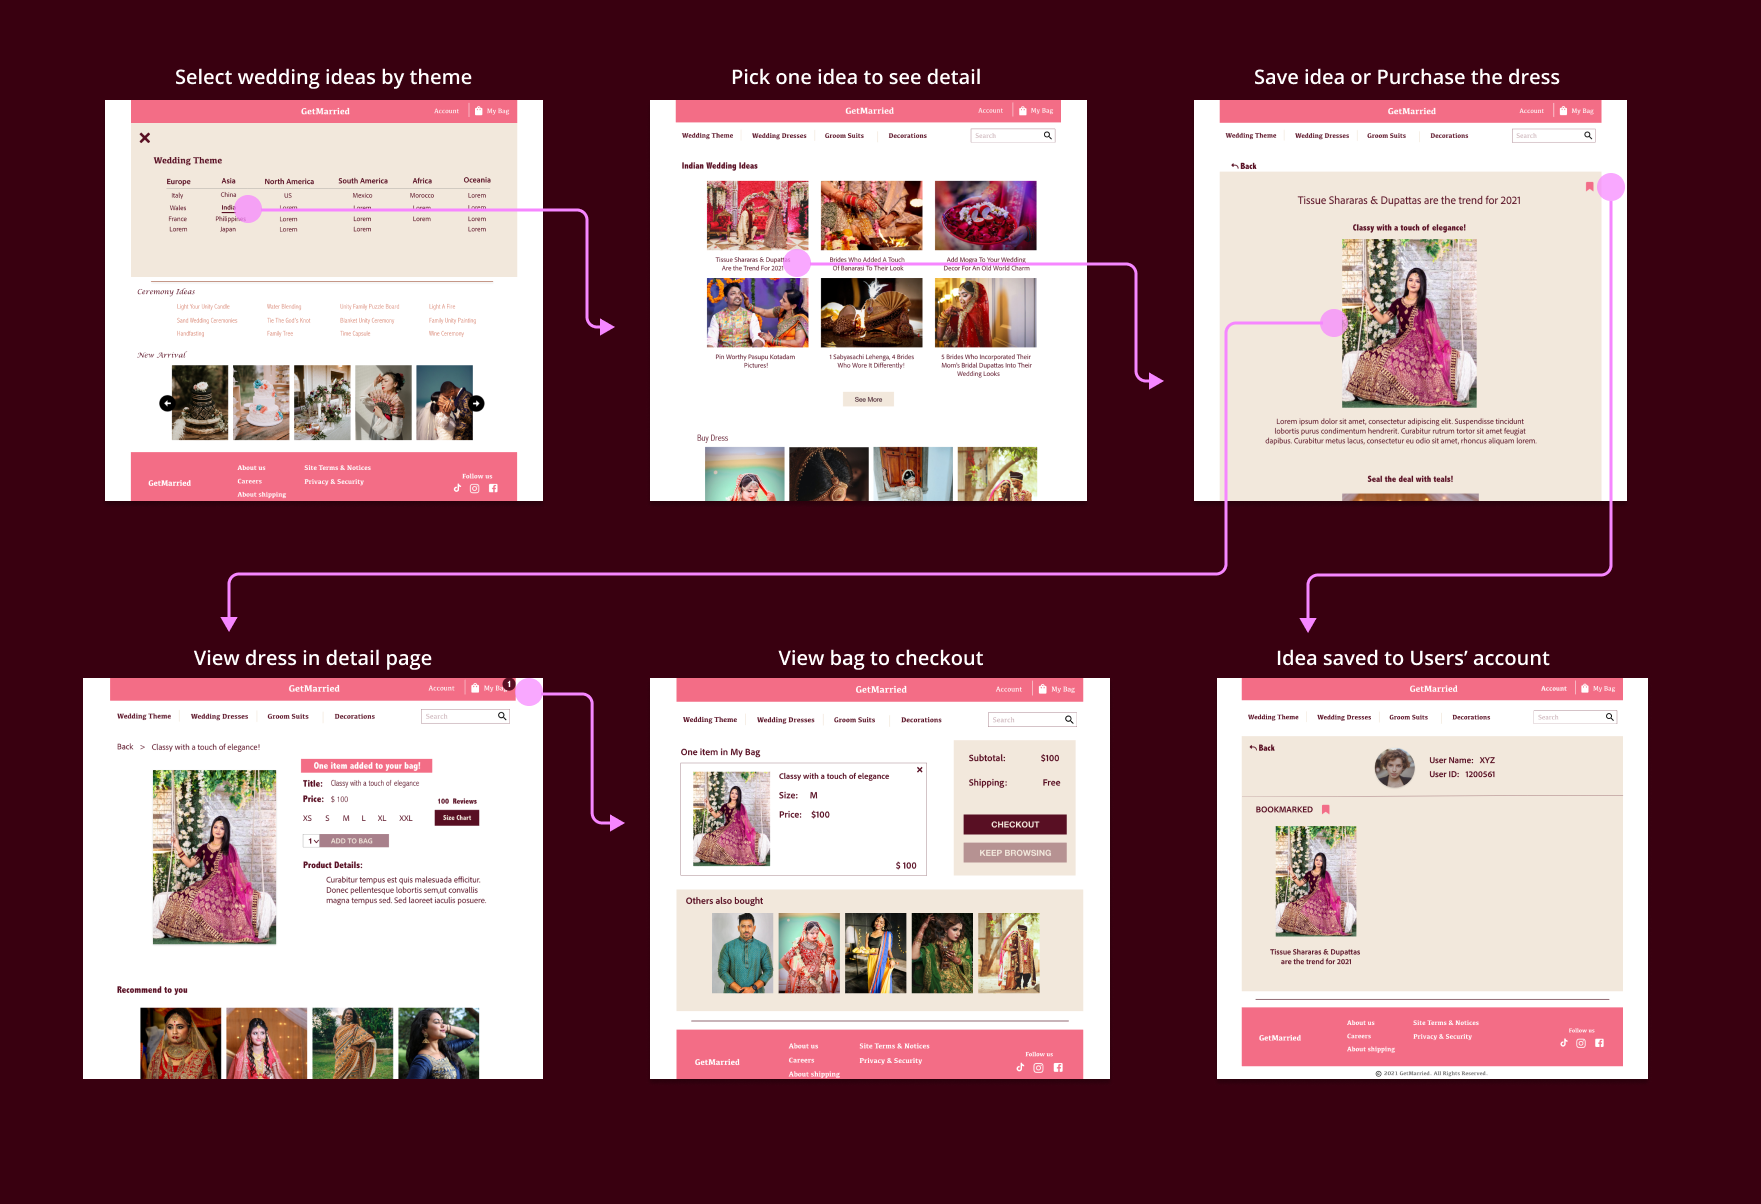 Select wedding ideas by theme
GetMarried
Account
My Bag
Wedding Theme
Europe Asia North America South America Africa Oceania
Italy China US Mexico Morocco Lorem
Wales India Lorem Lorem Lorem Lorem
France Philippines Lorem Lorem Lorem Lorem
Lorem Japan Lorem Lorem Lorem
Ceremony Ideas
Light Your Unity Candle Water Blending Unity Family Puzzle Board Light A Fire
Sand Wedding Ceremonies Tie The God's Knot Blanket Unity Ceremony Family Unity Painting
Handfasting Family Tree Time Capsule Wine Ceremony
New Arrival
GetMarried
About us
Careers
About shipping
Site Terms & Notices
Privacy & Security
Follow us
Pick one idea to see detail
GetMarried
Account
My Bag
Wedding Theme Wedding Dresses Groom Suits Decorations
Search
Indian Wedding Ideas
Tissue Shararas & Dupattas
Are the Trend For 2021
Brides Who Added A Touch
Of Banarasi To Their Look
Add Mogra To Your Wedding
Decor For An Old World Charm
Pin Worthy Pasupu Kotadam
Pictures!
1 Sabyasachi Lehenga, 4 Brides
Who Wore It Differently!
5 Brides Who Incorporated Their
Mom's Bridal Dupattas Into Their
Wedding Looks
See More
Buy Dress
Save idea or Purchase the dress
GetMarried
Account
My Bag
Wedding Theme Wedding Dresses Groom Suits Decorations
Search
Back
Tissue Shararas & Dupattas are the trend for 2021
Classy with a touch of elegance!
Lorem ipsum dolor sit amet, consectetur adipiscing elit. Suspendisse tincidunt
lobortis purus condimentum hendrerit. Curabitur rutrum tortor sit amet feugiat
dapibus. Curabitur metus lacus, consectetur eu odio sit amet, rhoncus aliquam lorem.
Seal the deal with teals!
View dress in detail page
GetMarried
Account
My Bag
1
Wedding Theme Wedding Dresses Groom Suits Decorations
Search
Back > Classy with a touch of elegance!
One item added to your bag!
Title: Classy with a touch of elegance
Price: $ 100
100 Reviews
XS S M L XL XXL
Size Chart
1
ADD TO BAG
Product Details:
Curabitur tempus est quis malesuada efficitur.
Donec pellentesque lobortis sem,ut convallis
magna tempus sed. Sed laoreet iaculis posuere.
Recommend to you
View bag to checkout
GetMarried
Account
My Bag
Wedding Theme Wedding Dresses Groom Suits Decorations
Search
One item in My Bag
Classy with a touch of elegance
Size: M
Price: $100
$ 100
Subtotal: $100
Shipping: Free
CHECKOUT
KEEP BROWSING
Others also bought
GetMarried
About us
Careers
About shipping
Site Terms & Notices
Privacy & Security
Follow us
Idea saved to Users' account
GetMarried
Account
My Bag
Wedding Theme Wedding Dresses Groom Suits Decorations
Search
Back
User Name: XYZ
User ID: 1200561
BOOKMARKED
Tissue Shararas & Dupattas
are the trend for 2021
GetMarried
About us
Careers
About shipping
Site Terms & Notices
Privacy & Security
Follow us
© 2021 GetMarried. All Rights Reserved.